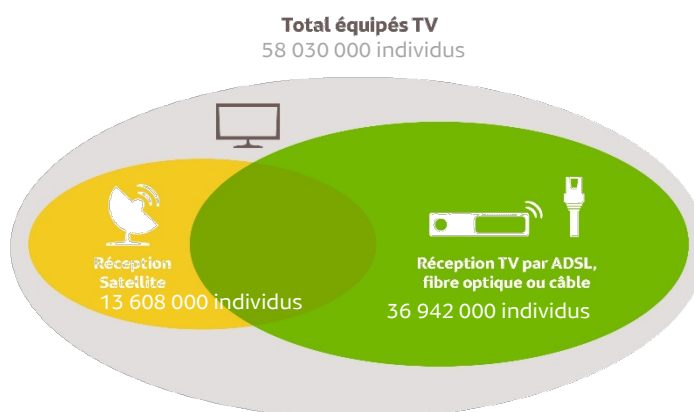 Total équipés TV
58 030 000 individus
Réception
Satellite
13 608 000 individus
Réception TV par ADSL,
fibre optique ou câble
36 942 000 individus